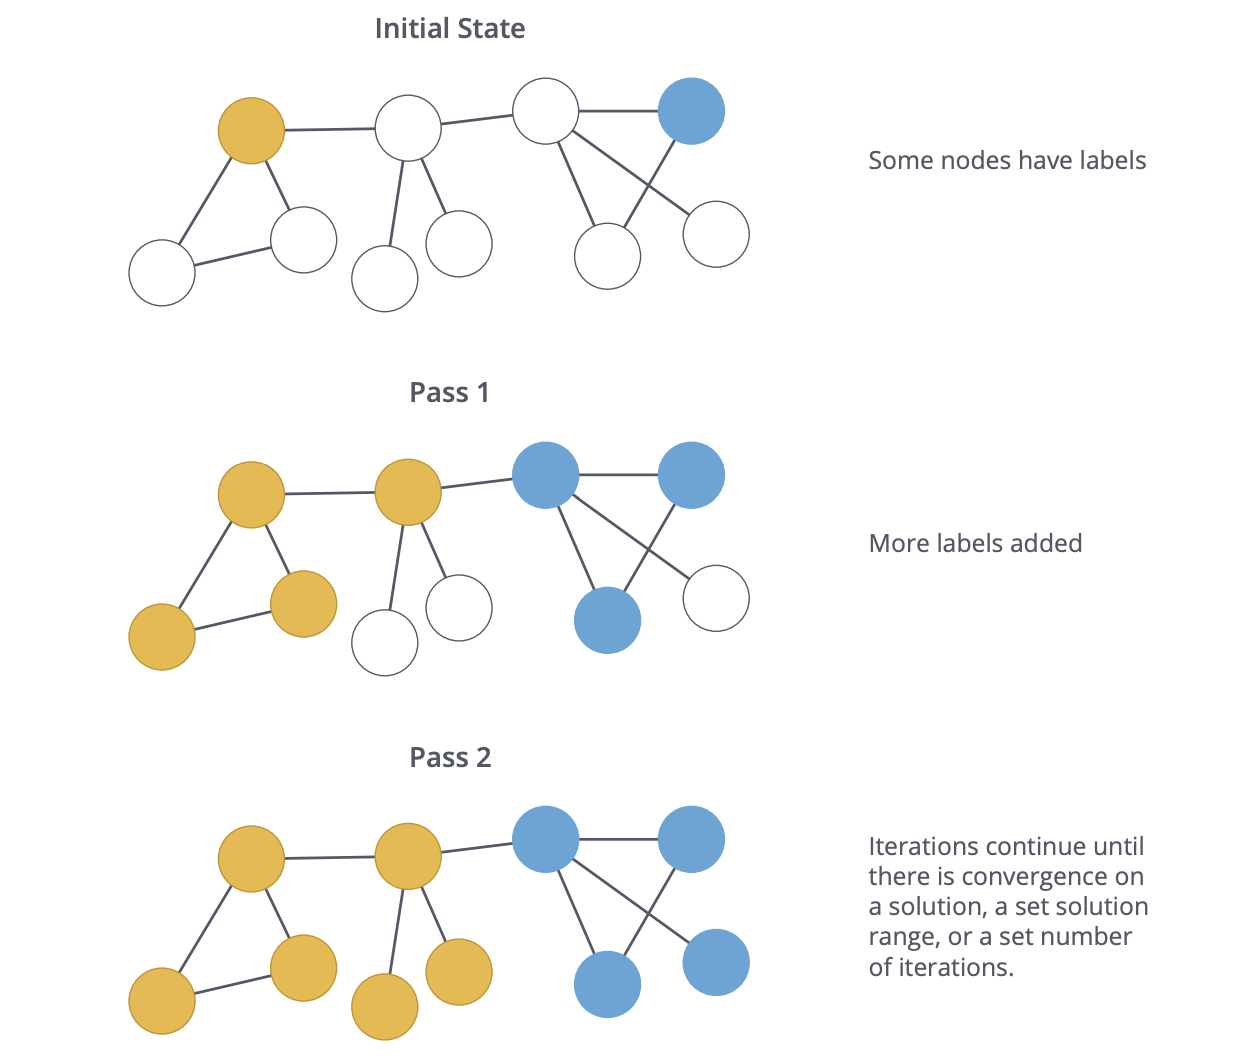 Initial State
Some nodes have labels
Pass 1
More labels added
Pass 2
Iterations continue until
there is convergence on
a solution, a set solution
range, or a set number
of iterations.